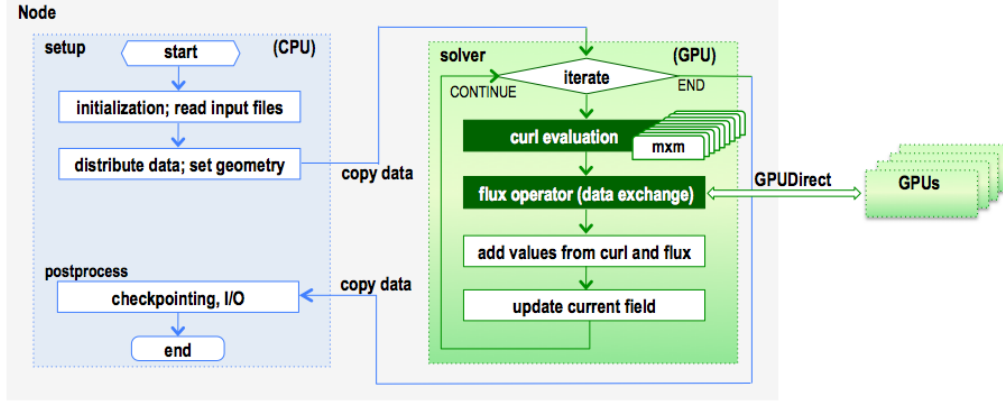 Node
setup
(CPU)
start
initialization; read input files
distribute data; set geometry
copy data
postprocess
checkpointing, I/O
end
copy data
solver
(GPU)
iterate
CONTINUE
END
curl evaluation
mxm
flux operator (data exchange)
add values from curl and flux
update current field
GPUDirect
GPUs